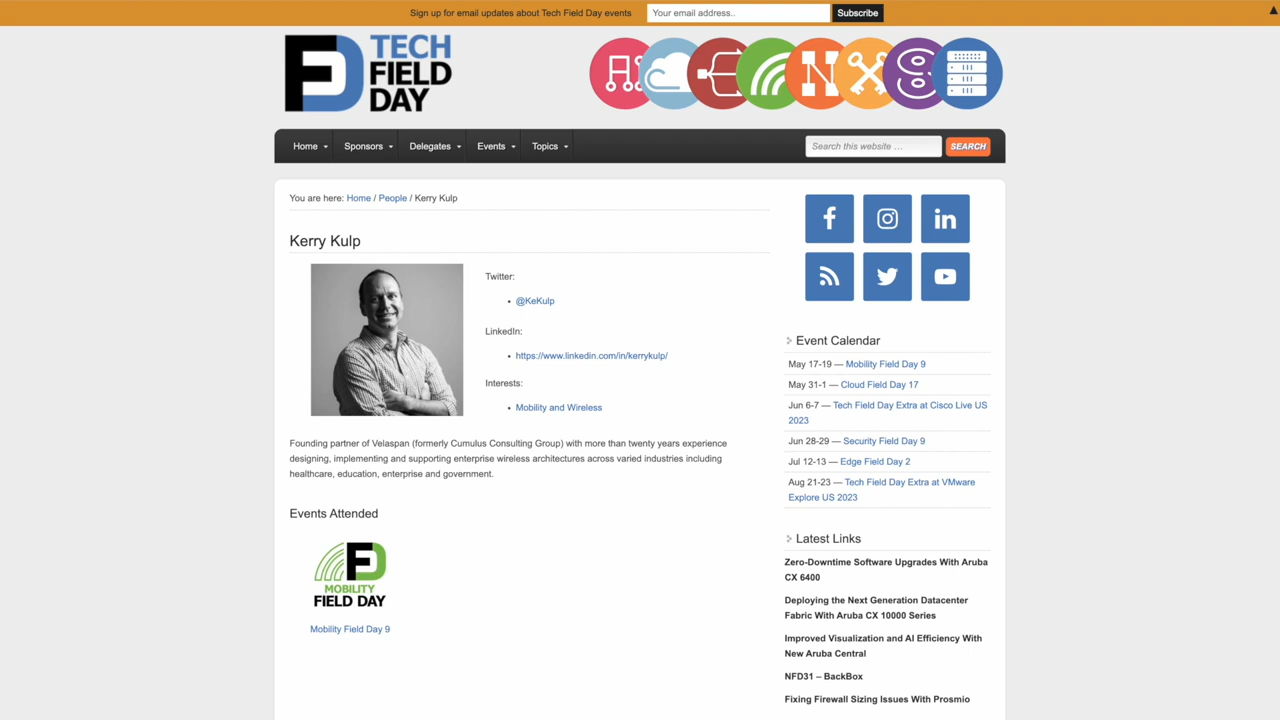 Sign up for email updates about Tech Field Day events
Your email address..
Subscribe
TECH
FIELD
DAY
Home
Sponsors
Delegates
Events
Topics
Search this website …
SEARCH
You are here: Home / People / Kerry Kulp
Kerry Kulp
Twitter:
@KeKulp
LinkedIn:
https://www.linkedin.com/in/kerrykulp/
Interests:
Mobility and Wireless
Founding partner of Velaspan (formerly Cumulus Consulting Group) with more than twenty years experience
designing, implementing and supporting enterprise wireless architectures across varied industries including
healthcare, education, enterprise and government.
Events Attended
MOBILITY
FIELD DAY
Mobility Field Day 9
Event Calendar
May 17-19 — Mobility Field Day 9
May 31-1 — Cloud Field Day 17
Jun 6-7 — Tech Field Day Extra at Cisco Live US
2023
Jun 28-29 — Security Field Day 9
Jul 12-13 — Edge Field Day 2
Aug 21-23 — Tech Field Day Extra at VMware
Explore US 2023
Latest Links
Zero-Downtime Software Upgrades With Aruba
CX 6400
Deploying the Next Generation Datacenter
Fabric With Aruba CX 10000 Series
Improved Visualization and AI Efficiency With
New Aruba Central
NFD31 – BackBox
Fixing Firewall Sizing Issues With Prosmio